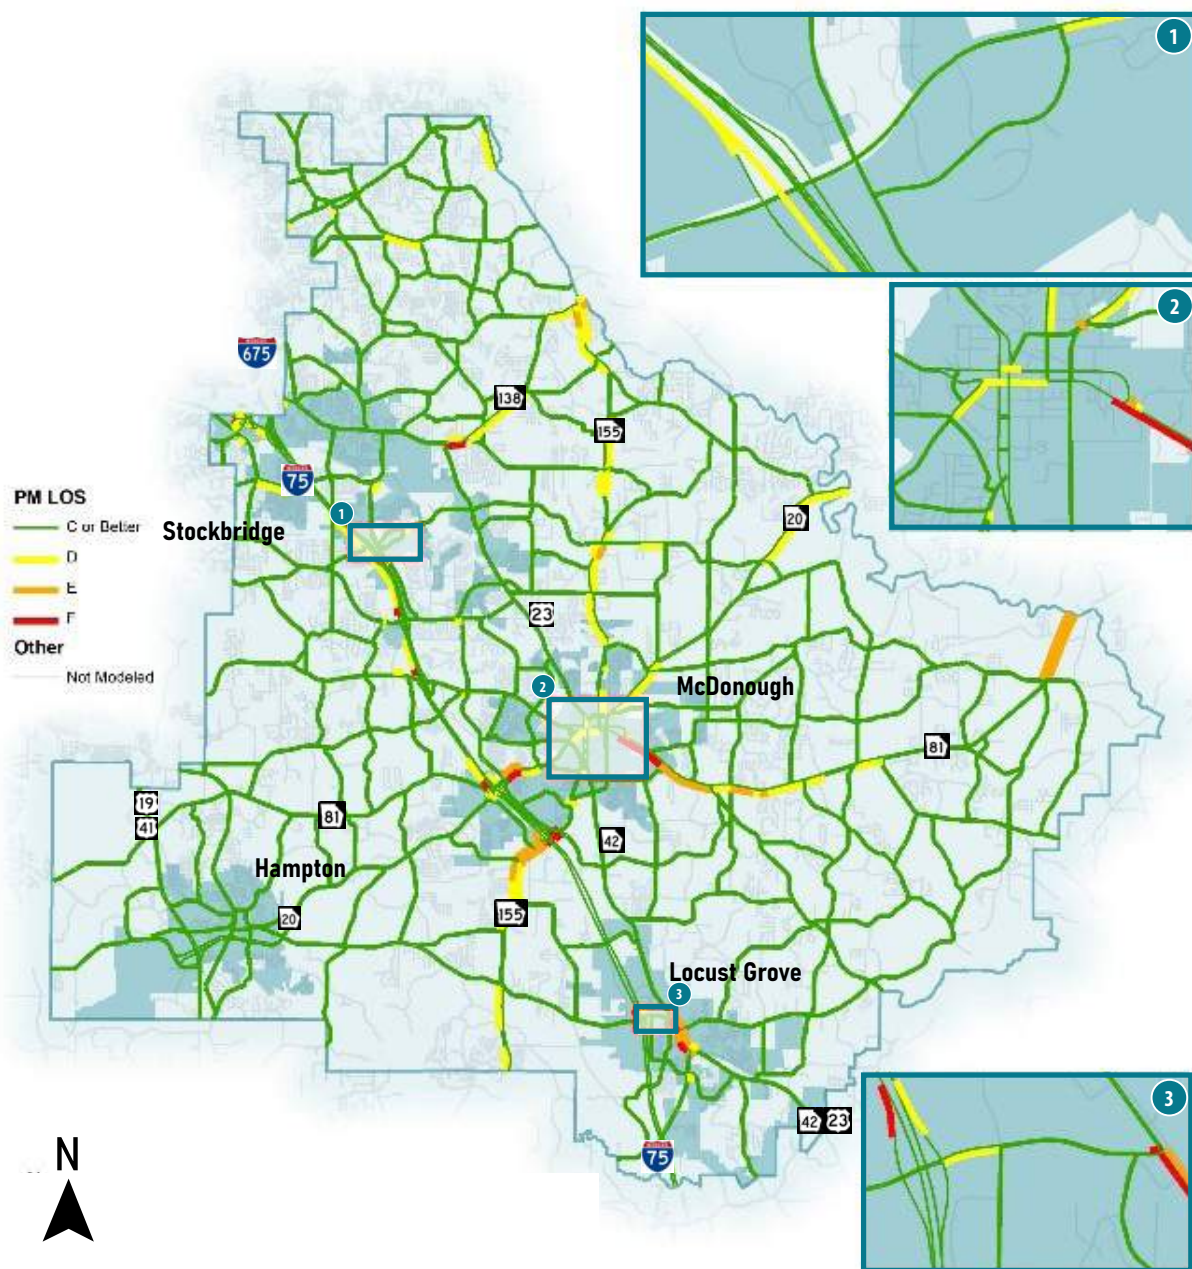 1
2
675
138
155
75
PM LOS
C or Better
D
E
F
Other
Not Modeled
1
Stockbridge
20
23
2
McDonough
81
19
41
81
42
Hampton
20
155
Locust Grove
3
3
42 23
75
N